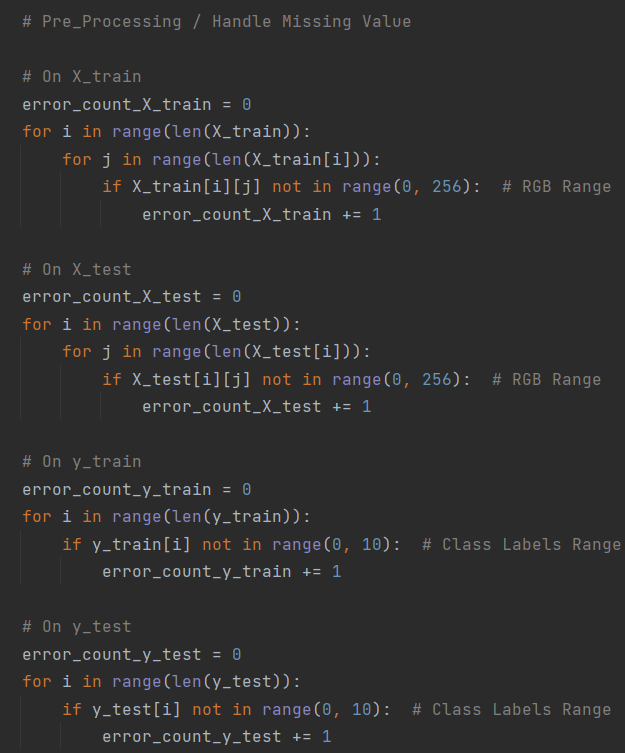 # Pre_Processing / Handle Missing Value
# On X_train
error_count_X_train = 0
for i in range(len(X_train)):
    for j in range(len(X_train[i])):
        if X_train[i][j] not in range(0, 256):  # RGB Range
            error_count_X_train += 1
# On X_test
error_count_X_test = 0
for i in range(len(X_test)):
    for j in range(len(X_test[i])):
        if X_test[i][j] not in range(0, 256):  # RGB Range
            error_count_X_test += 1
# On y_train
error_count_y_train = 0
for i in range(len(y_train)):
    if y_train[i] not in range(0, 10):  # Class Labels Range
        error_count_y_train += 1
# On y_test
error_count_y_test = 0
for i in range(len(y_test)):
    if y_test[i] not in range(0, 10):  # Class Labels Range
        error_count_y_test += 1